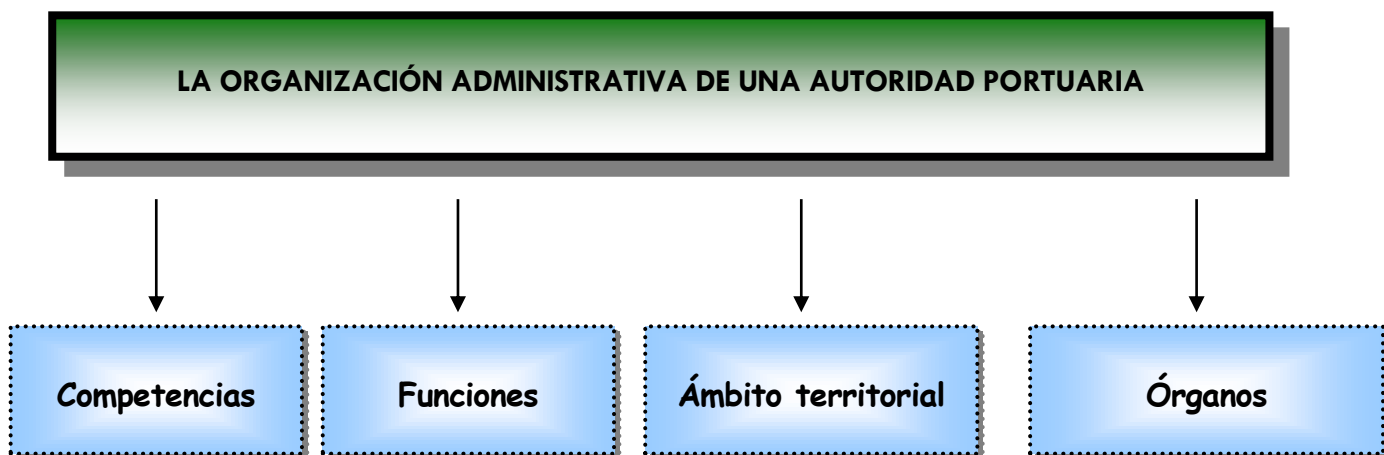 LA ORGANIZACIÓN ADMINISTRATIVA DE UNA AUTORIDAD PORTUARIA
Competencias
Funciones
Ámbito territorial
Órganos